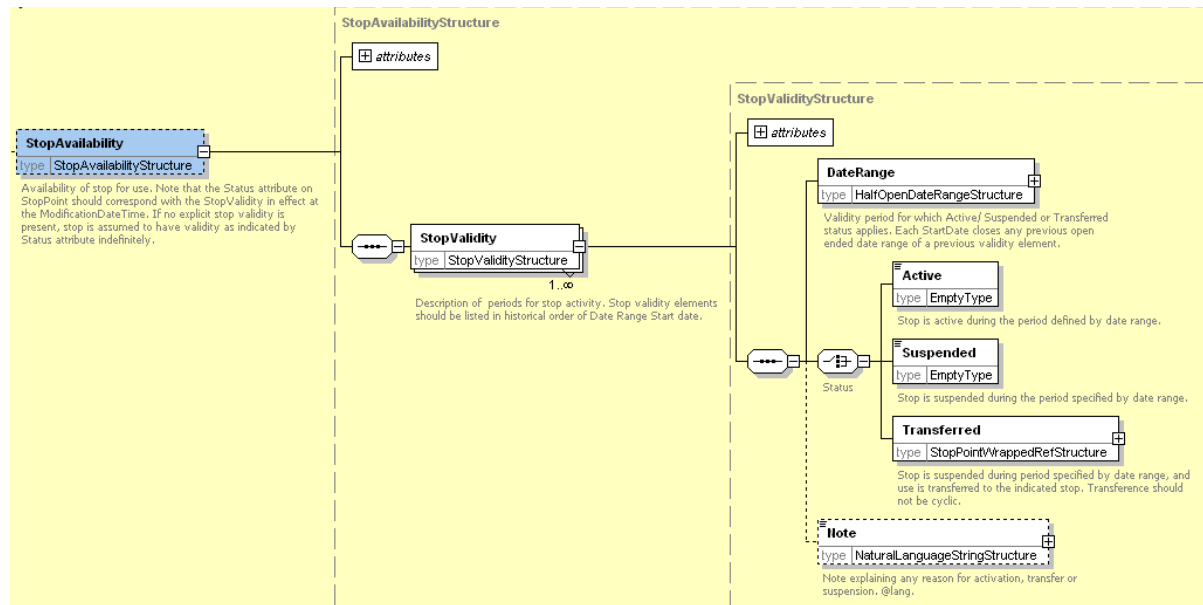 StopAvailabilityStructure
attributes
StopValidityStructure
attributes
StopAvailability
type StopAvailabilityStructure
Availability of stop for use. Note that the Status attribute on
StopPoint should correspond with the StopValidity in effect at
the ModificationDateTime. If no explicit stop validity is
present, stop is assumed to have validity as indicated by
Status attribute indefinitely.
StopValidity
type StopValidityStructure
1..∞
Description of periods for stop activity. Stop validity elements
should be listed in historical order of Date Range Start date.
DateRange
type HalfOpenDateRangeStructure
Validity period for which Active/ Suspended or Transferred
status applies. Each StartDate closes any previous open
ended date range of a previous validity element.
Status
Active
type EmptyType
Stop is active during the period defined by date range.
Suspended
type EmptyType
Stop is suspended during the period specified by date range.
Transferred
type StopPointWrappedRefStructure
Stop is suspended during period specified by date range, and
use is transferred to the indicated stop. Transference should
not be cyclic.
Note
type NaturalLanguageStringStructure
Note explaining any reason for activation, transfer or
suspension. @lang.